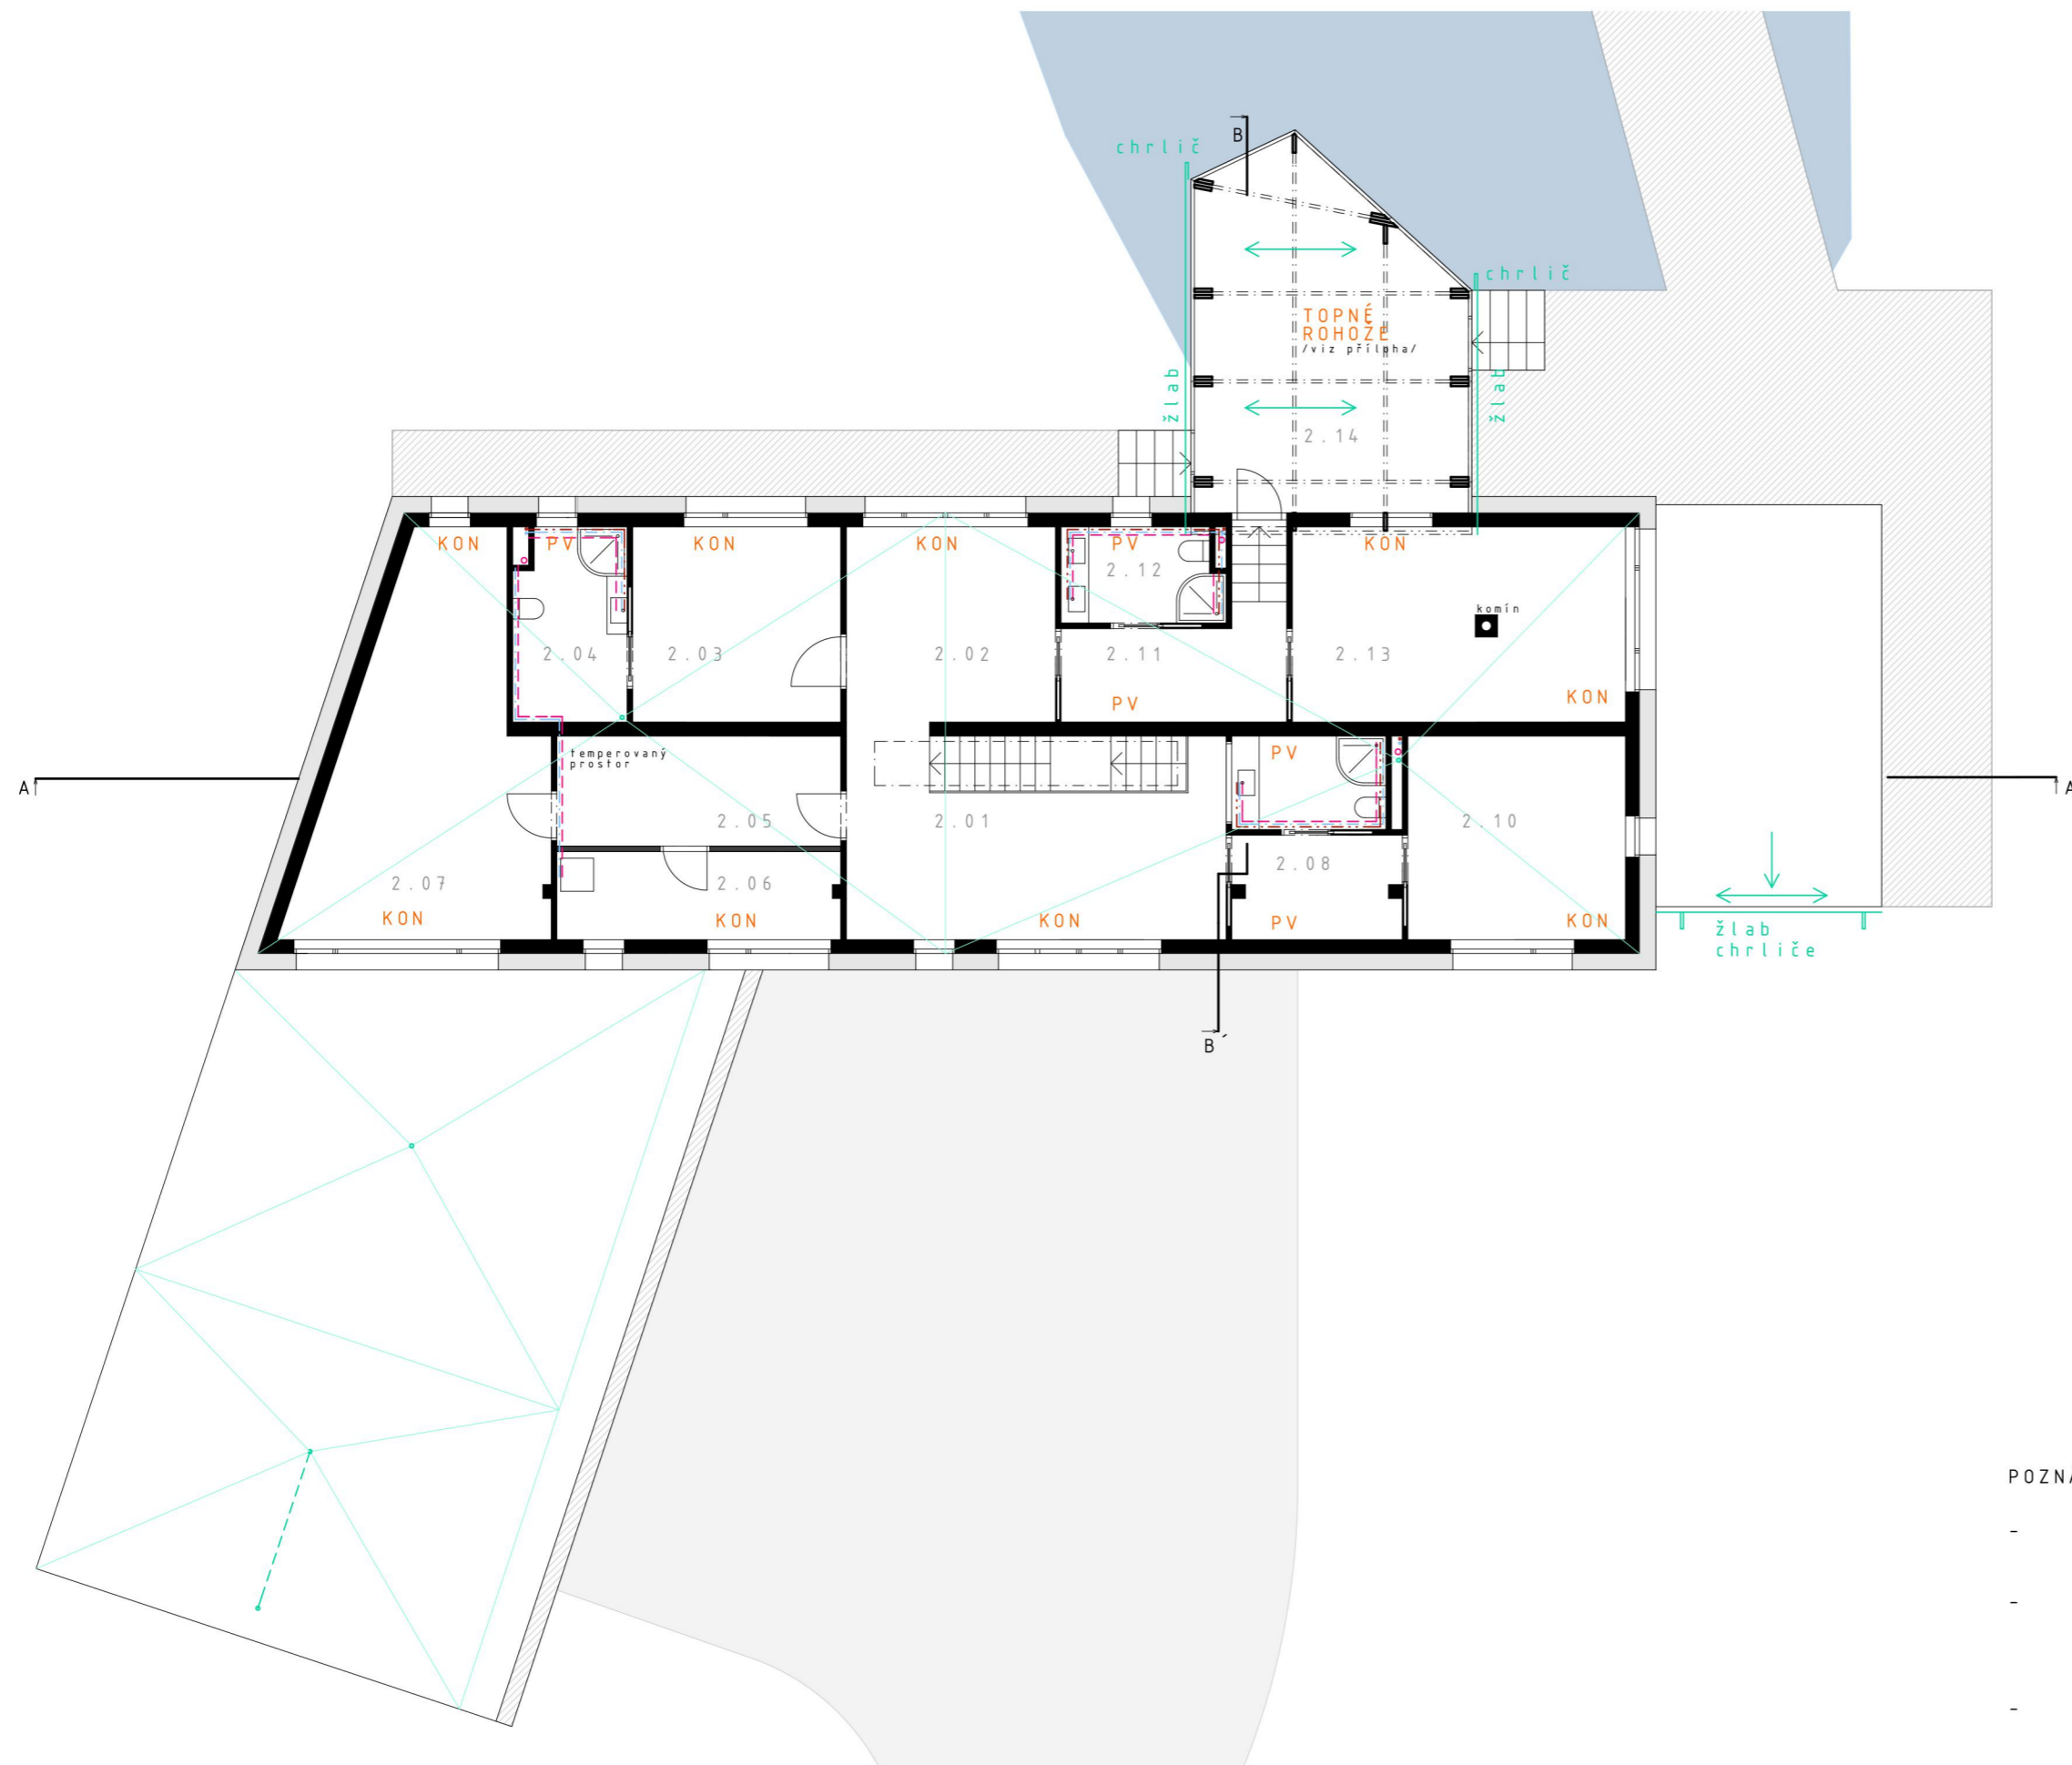 B
chrlič
chrlič
TOPNÉ
ROHOŽE
/viz příloha/
žlab
žlab
2.14
KON
PV
KON
KON
PV
KON
2.12
komín
2.04
2.03
2.02
2.11
2.13
KON
PV
temperovaný
prostor
PV
A
A
2.05
2.01
2.10
2.08
2.07
2.06
KON
KON
KON
PV
KON
žlab
chrliče
B´
POZNÁ
-
-
-